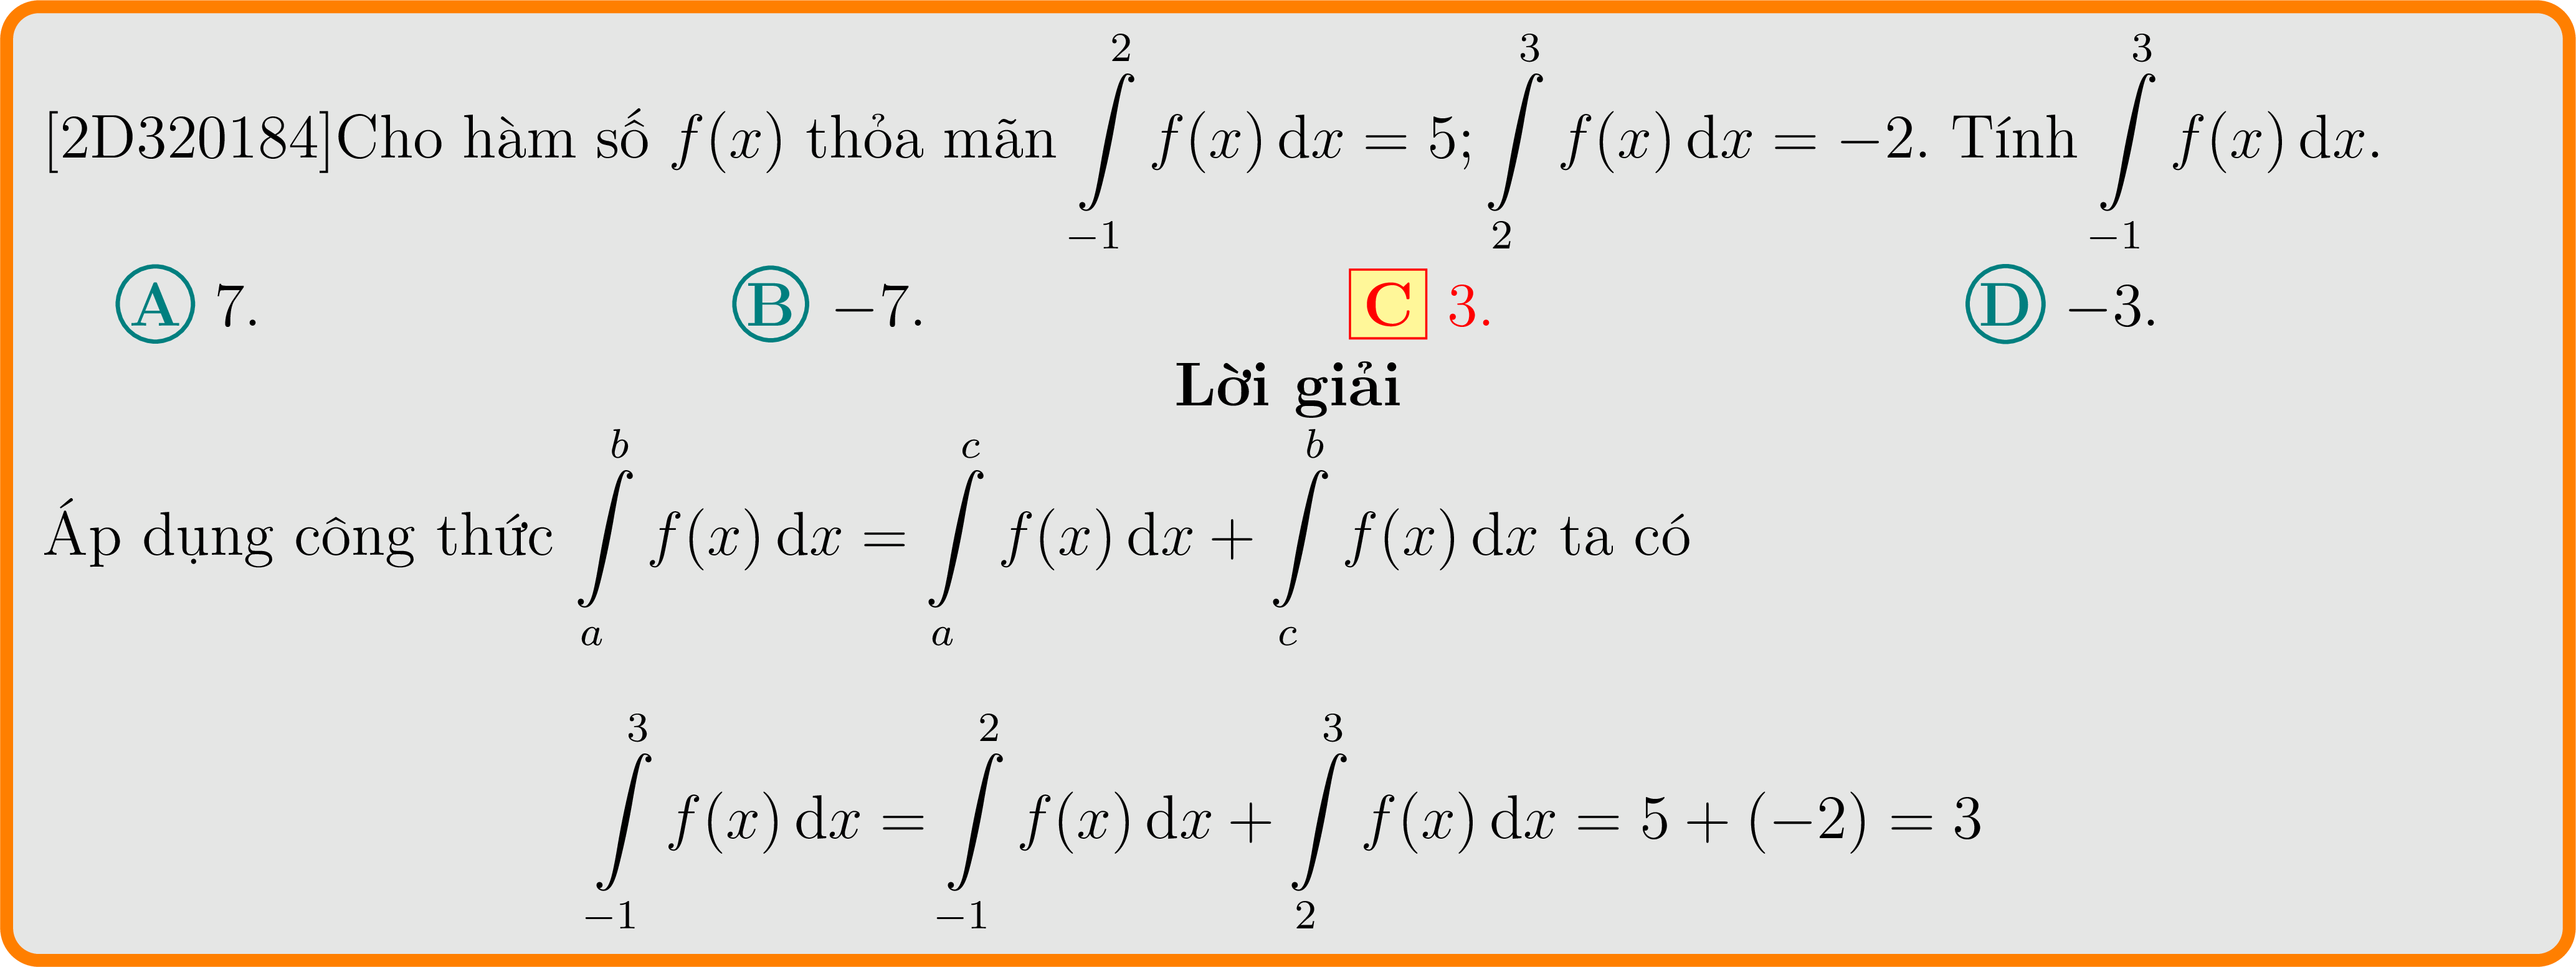 [2D320184]Cho hàm số $f(x)$ thỏa mãn $\int\limits_{-1}^{2} f(x)\,\mathrm{d}x = 5; \int\limits_{2}^{3} f(x)\,\mathrm{d}x = -2$. Tính $\int\limits_{-1}^{3} f(x)\,\mathrm{d}x$.
A 7. B −7. C 3. D −3.
Lời giải
Áp dụng công thức $\int\limits_{a}^{b} f(x)\,\mathrm{d}x = \int\limits_{a}^{c} f(x)\,\mathrm{d}x + \int\limits_{c}^{b} f(x)\,\mathrm{d}x$ ta có
$\int\limits_{-1}^{3} f(x)\,\mathrm{d}x = \int\limits_{-1}^{2} f(x)\,\mathrm{d}x + \int\limits_{2}^{3} f(x)\,\mathrm{d}x = 5 + (-2) = 3$